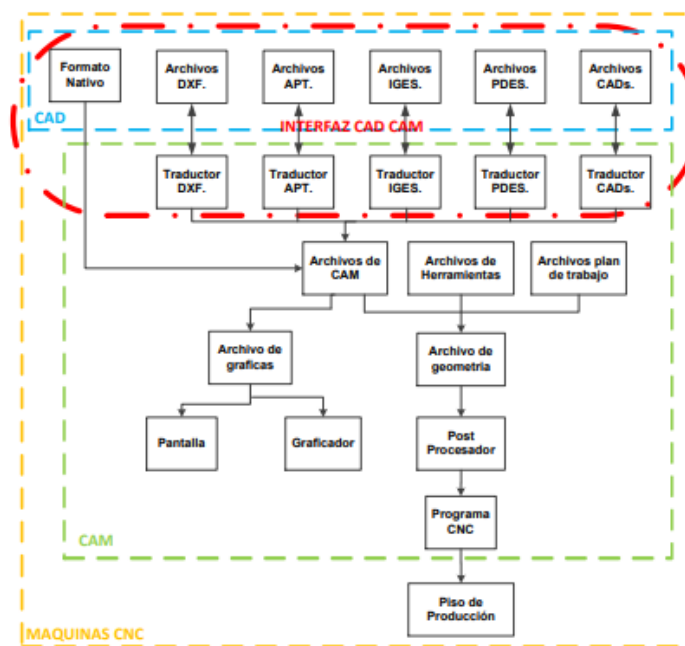 Formato
Nativo
Archivos
DXF.
Archivos
APT.
Archivos
IGES.
Archivos
PDES.
Archivos
CADs.
CAD
INTERFAZ CAD CAM
Traductor
DXF.
Traductor
APT.
Traductor
IGES.
Traductor
PDES.
Traductor
CADs.
Archivos de
CAM
Archivos de
Herramientas
Archivos plan
de trabajo
Archivo de
graficas
Archivo de
geometria
Pantalla
Graficador
Post
Procesador
Programa
CNC
CAM
Piso de
Producción
MAQUINAS CNC